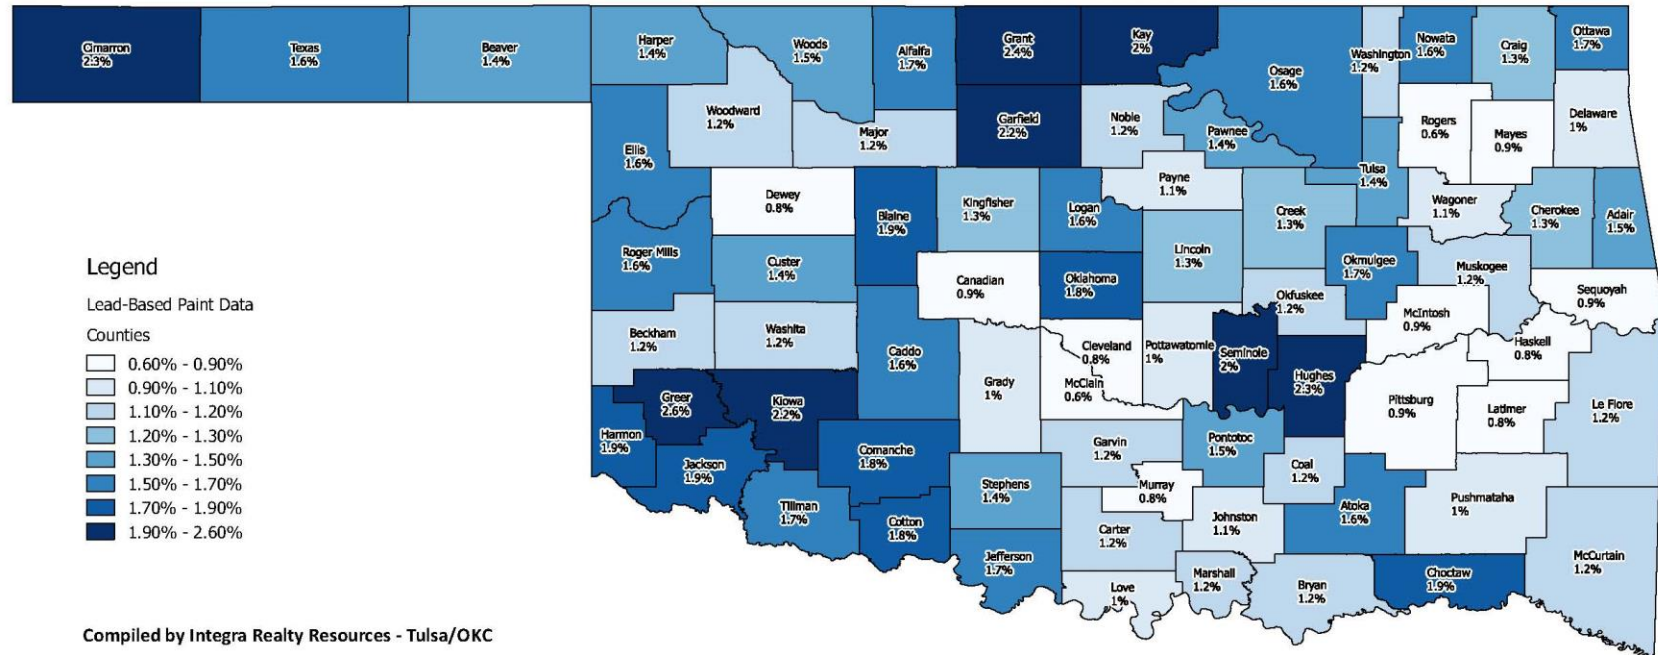 Cimarron
2.3%
Texas
1.6%
Beaver
1.4%
Harper
1.4%
Woods
1.5%
Alfalfa
1.7%
Grant
2.4%
Kay
2%
Osage
1.6%
Washington
1.2%
Nowata
1.6%
Craig
1.3%
Ottawa
1.7%
Woodward
1.2%
Major
1.2%
Garfield
2.2%
Noble
1.2%
Pawnee
1.4%
Rogers
0.6%
Mayes
0.9%
Delaware
1%
Ellis
1.6%
Dewey
0.8%
Blaine
1.9%
Kingfisher
1.3%
Logan
1.6%
Payne
1.1%
Creek
1.3%
Tulsa
1.4%
Wagoner
1.1%
Cherokee
1.3%
Adair
1.5%
Roger Mills
1.6%
Custer
1.4%
Canadian
0.9%
Oklahoma
1.8%
Lincoln
1.3%
Okmulgee
1.7%
Muskogee
1.2%
Sequoyah
0.9%
Okfuskee
1.2%
McIntosh
0.9%
Beckham
1.2%
Washita
1.2%
Caddo
1.6%
Grady
1%
Cleveland
0.8%
McClain
0.6%
Pottawatomie
1%
Seminole
2%
Hughes
2.3%
Haskell
0.8%
Pittsburg
0.9%
Latimer
0.8%
Le Flore
1.2%
Greer
2.6%
Kiowa
2.2%
Harmon
1.9%
Jackson
1.9%
Comanche
1.8%
Tillman
1.7%
Cotton
1.8%
Stephens
1.4%
Garvin
1.2%
Pontotoc
1.5%
Coal
1.2%
Murray
0.8%
Atoka
1.6%
Pushmataha
1%
Carter
1.2%
Johnston
1.1%
Jefferson
1.7%
Love
1%
Marshall
1.2%
Bryan
1.2%
Choctaw
1.9%
McCurtain
1.2%
Legend
Lead-Based Paint Data
Counties
0.60% - 0.90%
0.90% - 1.10%
1.10% - 1.20%
1.20% - 1.30%
1.30% - 1.50%
1.50% - 1.70%
1.70% - 1.90%
1.90% - 2.60%
Compiled by Integra Realty Resources - Tulsa/OKC